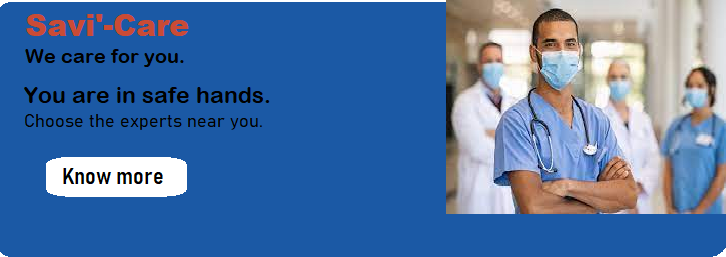 Savi'-Care
We care for you.
You are in safe hands.
Choose the experts near you.
Know more